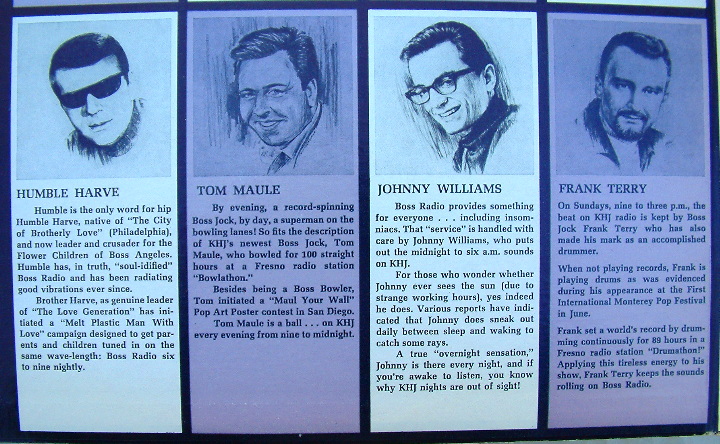 HUMBLE HARVE
Humble is the only word for hip
Humble Harve, native of "The City
of Brotherly Love" (Philadelphia),
and now leader and crusader for the
Flower Children of Boss Angeles.
Humble has, in truth, "soul-idified"
Boss Radio and has been radiating
good vibrations ever since.
Brother Harve, as genuine leader
of "The Love Generation" has ini-
tiated a "Melt Plastic Man With
Love" campaign designed to get par-
ents and children tuned in on the
same wave-length: Boss Radio six
to nine nightly.
TOM MAULE
By evening, a record-spinning
Boss Jock, by day, a superman on the
bowling lanes! So fits the description
of KHJ's newest Boss Jock, Tom
Maule, who bowled for 100 straight
hours at a Fresno radio station
"Bowlathon."
Besides being a Boss Bowler,
Tom initiated a "Maul Your Wall"
Pop Art Poster contest in San Diego.
Tom Maule is a ball . . . on KHJ
every evening from nine to midnight.
JOHNNY WILLIAMS
Boss Radio provides something
for everyone . . . including insom-
niacs. That "service" is handled with
care by Johnny Williams, who puts
out the midnight to six a.m. sounds
on KHJ.
For those who wonder whether
Johnny ever sees the sun (due to
strange working hours), yes indeed
he does. Various reports have indi-
cated that Johnny does sneak out
daily between sleep and waking to
catch some rays.
A true "overnight sensation,"
Johnny is there every night, and if
you're awake to listen, you know
why KHJ nights are out of sight!
FRANK TERRY
On Sundays, nine to three p.m., the
beat on KHJ radio is kept by Boss
Jock Frank Terry who has also
made his mark as an accomplished
drummer.
When not playing records, Frank is
playing drums as was evidenced
during his appearance at the First
International Monterey Pop Festival
in June.
Frank set a world's record by drum-
ming continuously for 89 hours in a
Fresno radio station "Drumsthon!"
Applying this tireless energy to his
show, Frank Terry keeps the sounds
rolling on Boss Radio.